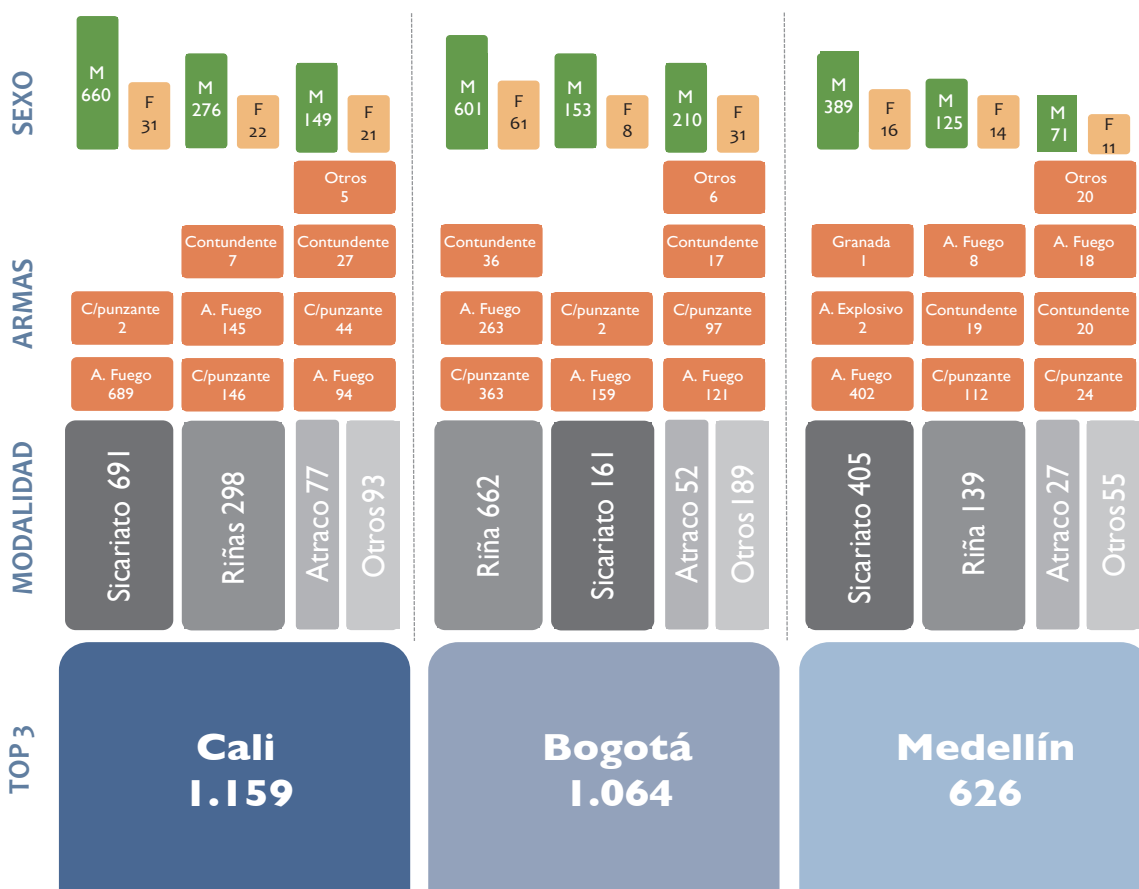 SEXO
M
660
F
31
M
276
F
22
M
149
F
21
M
601
F
61
M
153
F
8
M
210
F
31
M
389
F
16
M
125
F
14
M
71
F
11
ARMAS
Otros
5
Otros
6
Otros
20
Contundente
7
Contundente
27
Contundente
36
Contundente
17
Granada
1
A. Fuego
8
A. Fuego
18
C/punzante
2
A. Fuego
145
C/punzante
44
A. Fuego
263
C/punzante
2
C/punzante
97
A. Explosivo
2
Contundente
19
Contundente
20
A. Fuego
689
C/punzante
146
A. Fuego
94
C/punzante
363
A. Fuego
159
A. Fuego
121
A. Fuego
402
C/punzante
112
C/punzante
24
MODALIDAD
Sicariato 691
Riñas 298
Atraco 77
Otros 93
Riña 662
Sicariato 161
Atraco 52
Otros 189
Sicariato 405
Riña 139
Atraco 27
Otros 55
TOP 3
Cali
1.159
Bogotá
1.064
Medellín
626